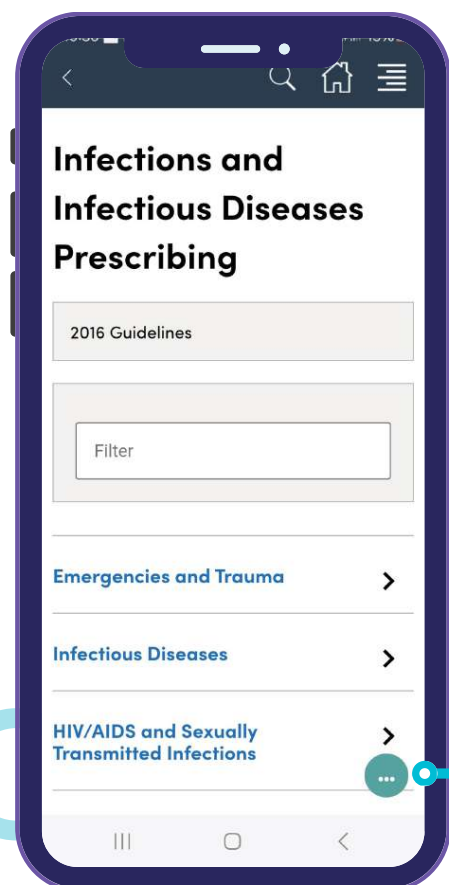 Infections and
Infectious Diseases
Prescribing
2016 Guidelines
Filter
Emergencies and Trauma
Infectious Diseases
HIV/AIDS and Sexually
Transmitted Infections